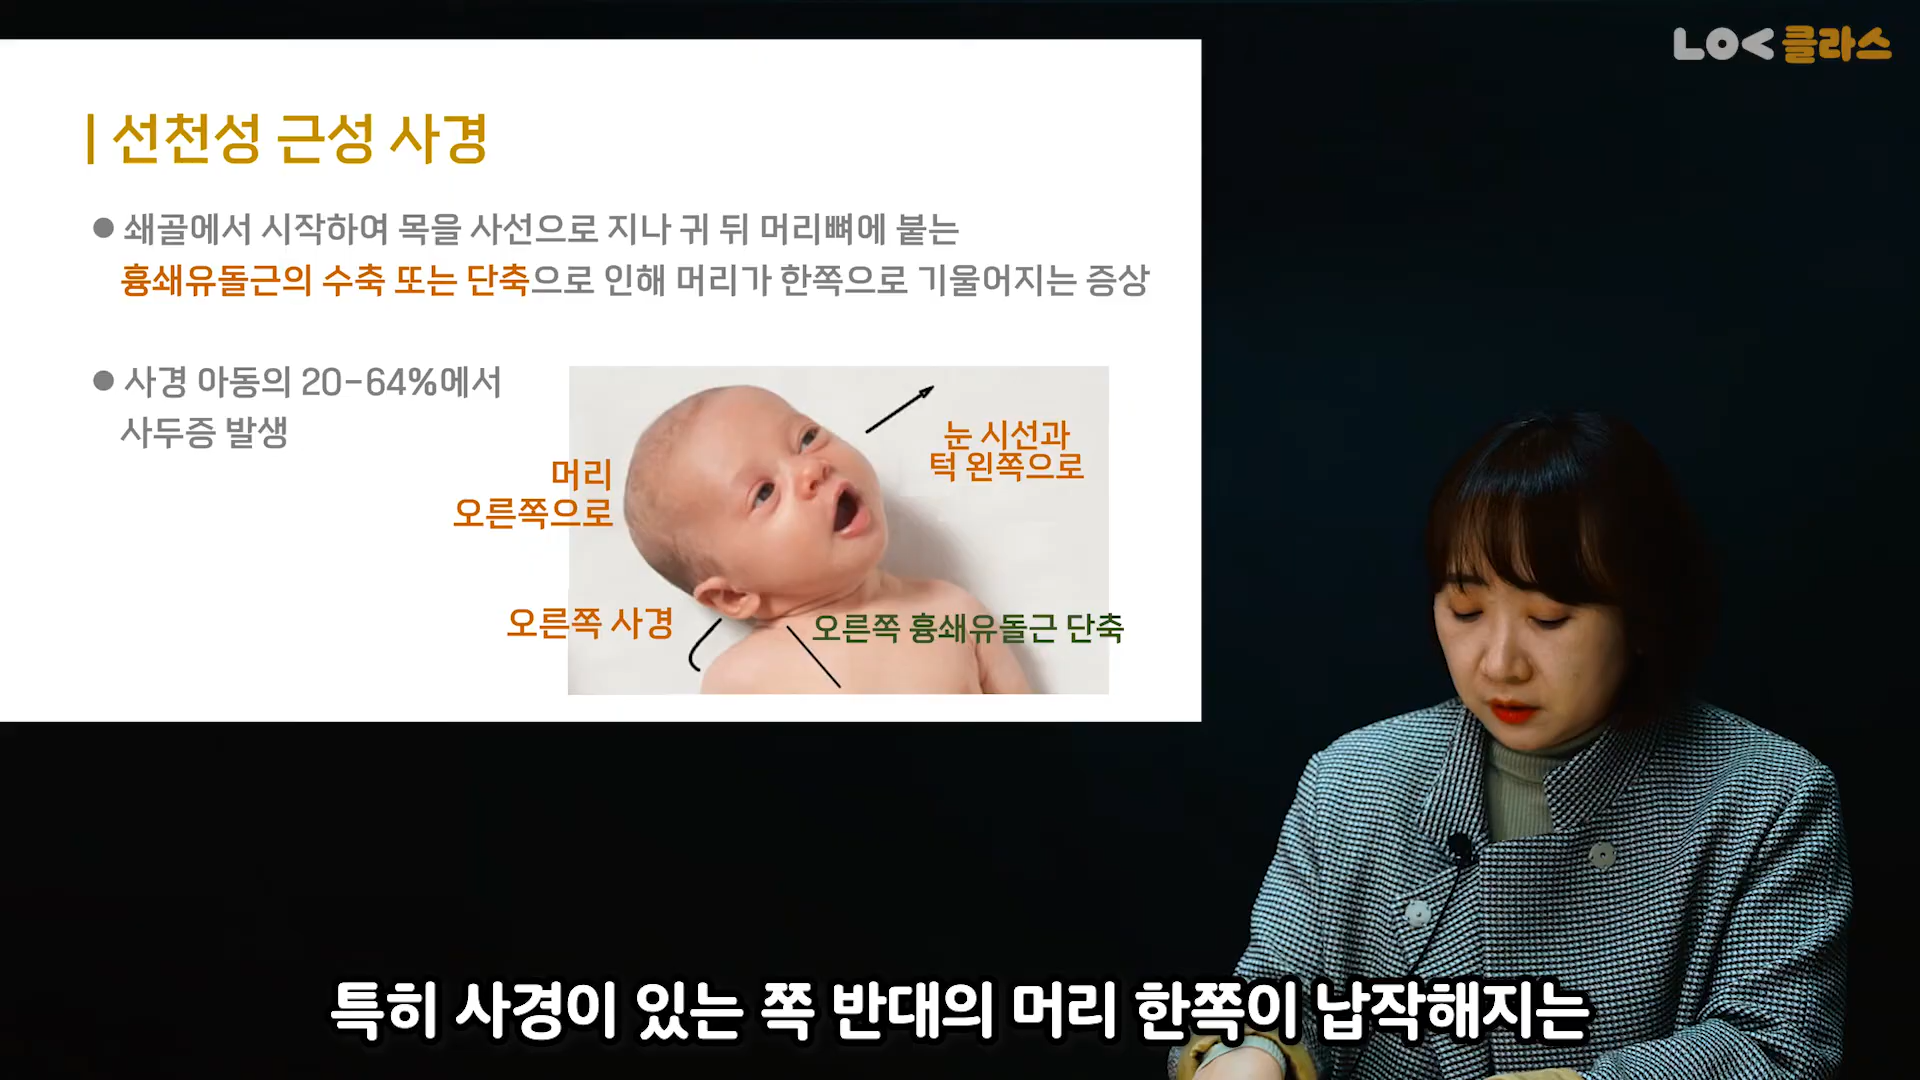 LOC 클라스
| 선천성 근성 사경
● 쇄골에서 시작하여 목을 사선으로 지나 귀 뒤 머리뼈에 붙는
흉쇄유돌근의 수축 또는 단축으로 인해 머리가 한쪽으로 기울어지는 증상
● 사경 아동의 20-64%에서
사두증 발생
눈 시선과
턱 왼쪽으로
머리
오른쪽으로
오른쪽 사경
오른쪽 흉쇄유돌근 단축
특히 사경이 있는 쪽 반대의 머리 한쪽이 납작해지는